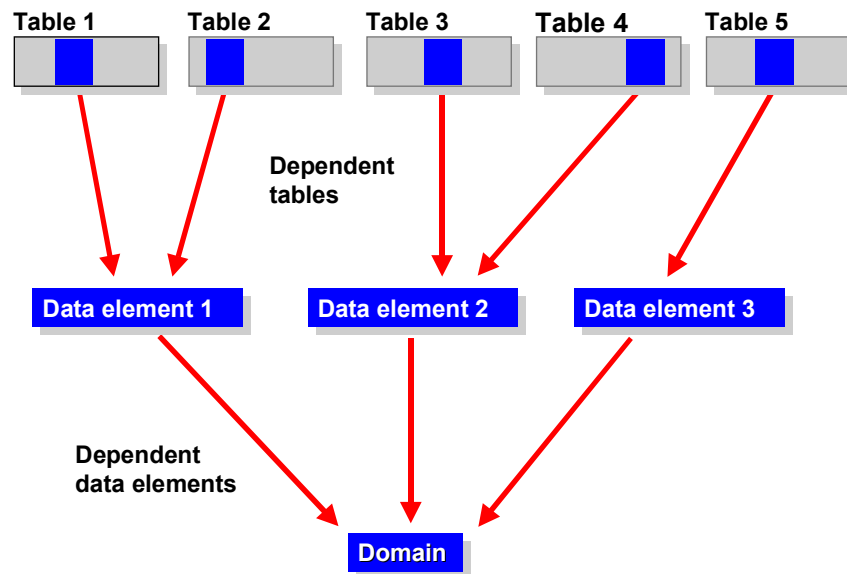 Table 1
Table 2
Table 3
Table 4
Table 5
Dependent
tables
Data element 1
Data element 2
Data element 3
Dependent
data elements
Domain